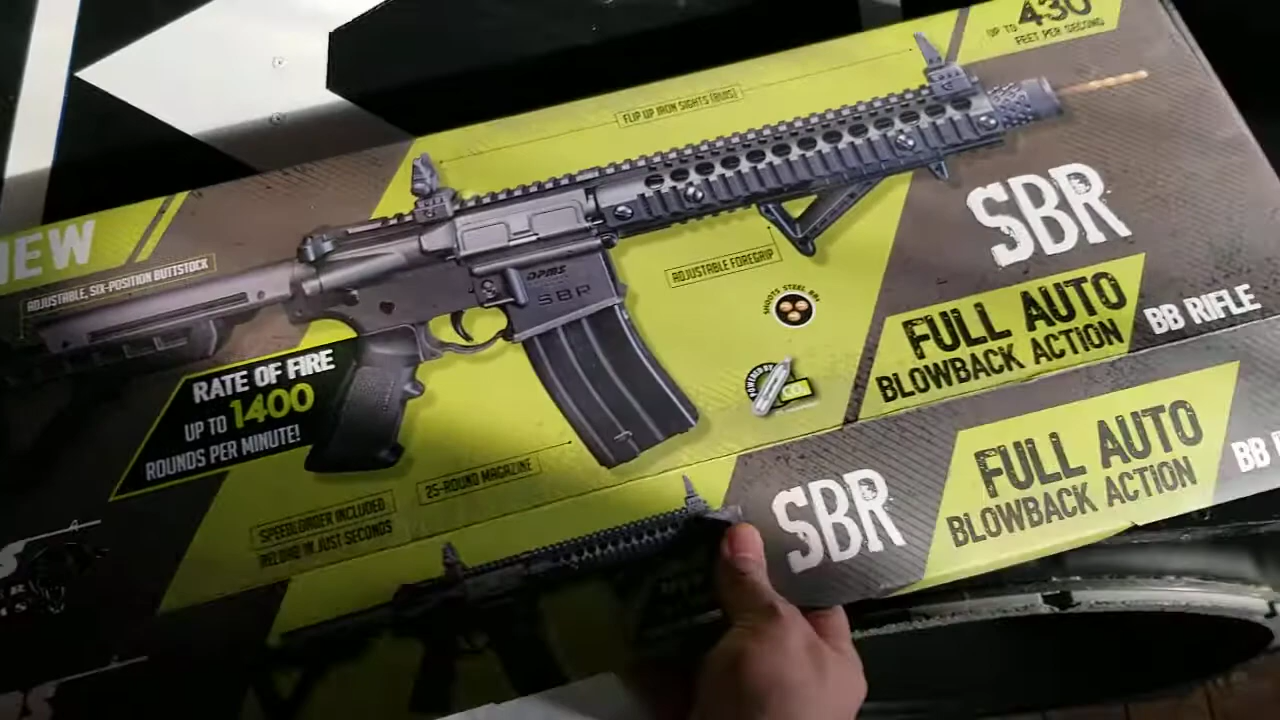 430
UP TO
FEET PER SECOND
FLIP UP IRON SIGHTS (BUIS)
SBR
NEW
ADJUSTABLE, SIX-POSITION BUTTSTOCK
ADJUSTABLE FOREGRIP
DPMS
SBR
SHOOTS STEEL BBs
FULL AUTO
BLOWBACK ACTION
BB RIFLE
RATE OF FIRE
UP TO 1400
ROUNDS PER MINUTE!
POWERED BY
CO2
25-ROUND MAGAZINE
SPEEDLOADER INCLUDED
RELOAD IN JUST SECONDS
SBR
FULL AUTO
BLOWBACK ACTION
BB